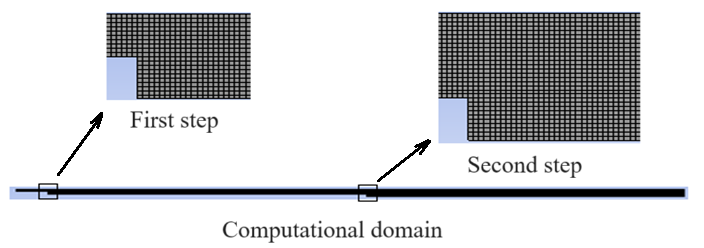 First step
Second step
Computational domain